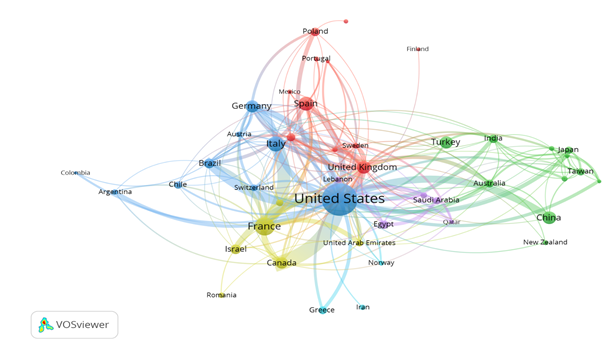 Poland
Finland
Portugal
Mexico
Germany
Spain
Austria
Italy
Sweden
Turkey
India
Japan
Brazil
United Kingdom
Taiwan
Colombia
Argentina
Chile
Switzerland
Lebanon
Australia
United States
Saudi Arabia
France
Egypt
Qatar
China
Israel
United Arab Emirates
New Zealand
Canada
Norway
Romania
Greece
Iran
VOSviewer